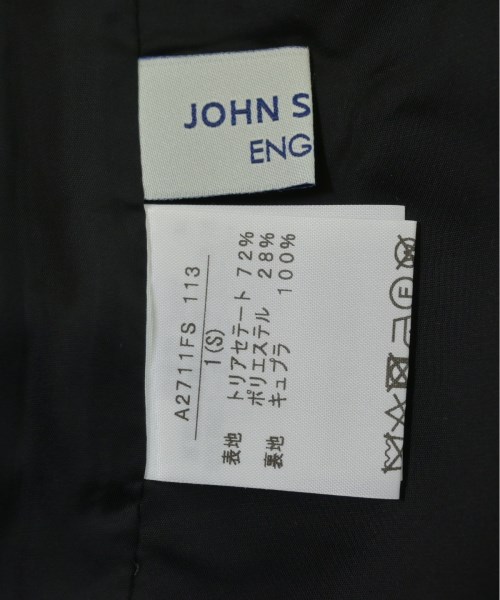 JOHN S
ENG
A2711FS 113
1(S)
表地 トリアセテート 72%
ポリエステル 28%
裏地 キュプラ 100%